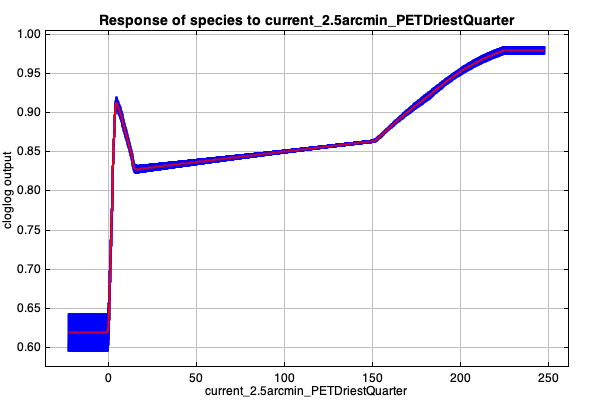 Response of species to current_2.5arcmin_PETDriestQuarter
1.00
0.95
0.90
0.85
0.80
0.75
0.70
0.65
0.60
cloglog output
0 50 100 150 200 250
current_2.5arcmin_PETDriestQuarter